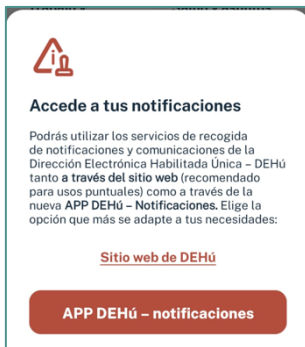 Accede a tus notificaciones
Podrás utilizar los servicios de recogida
de notificaciones y comunicaciones de la
Dirección Electrónica Habilitada Única – DEHú
tanto a través del sitio web (recomendado
para usos puntuales) como a través de la
nueva APP DEHú – Notificaciones. Elige la
opción que más se adapte a tus necesidades:
Sitio web de DEHú
APP DEHú – notificaciones